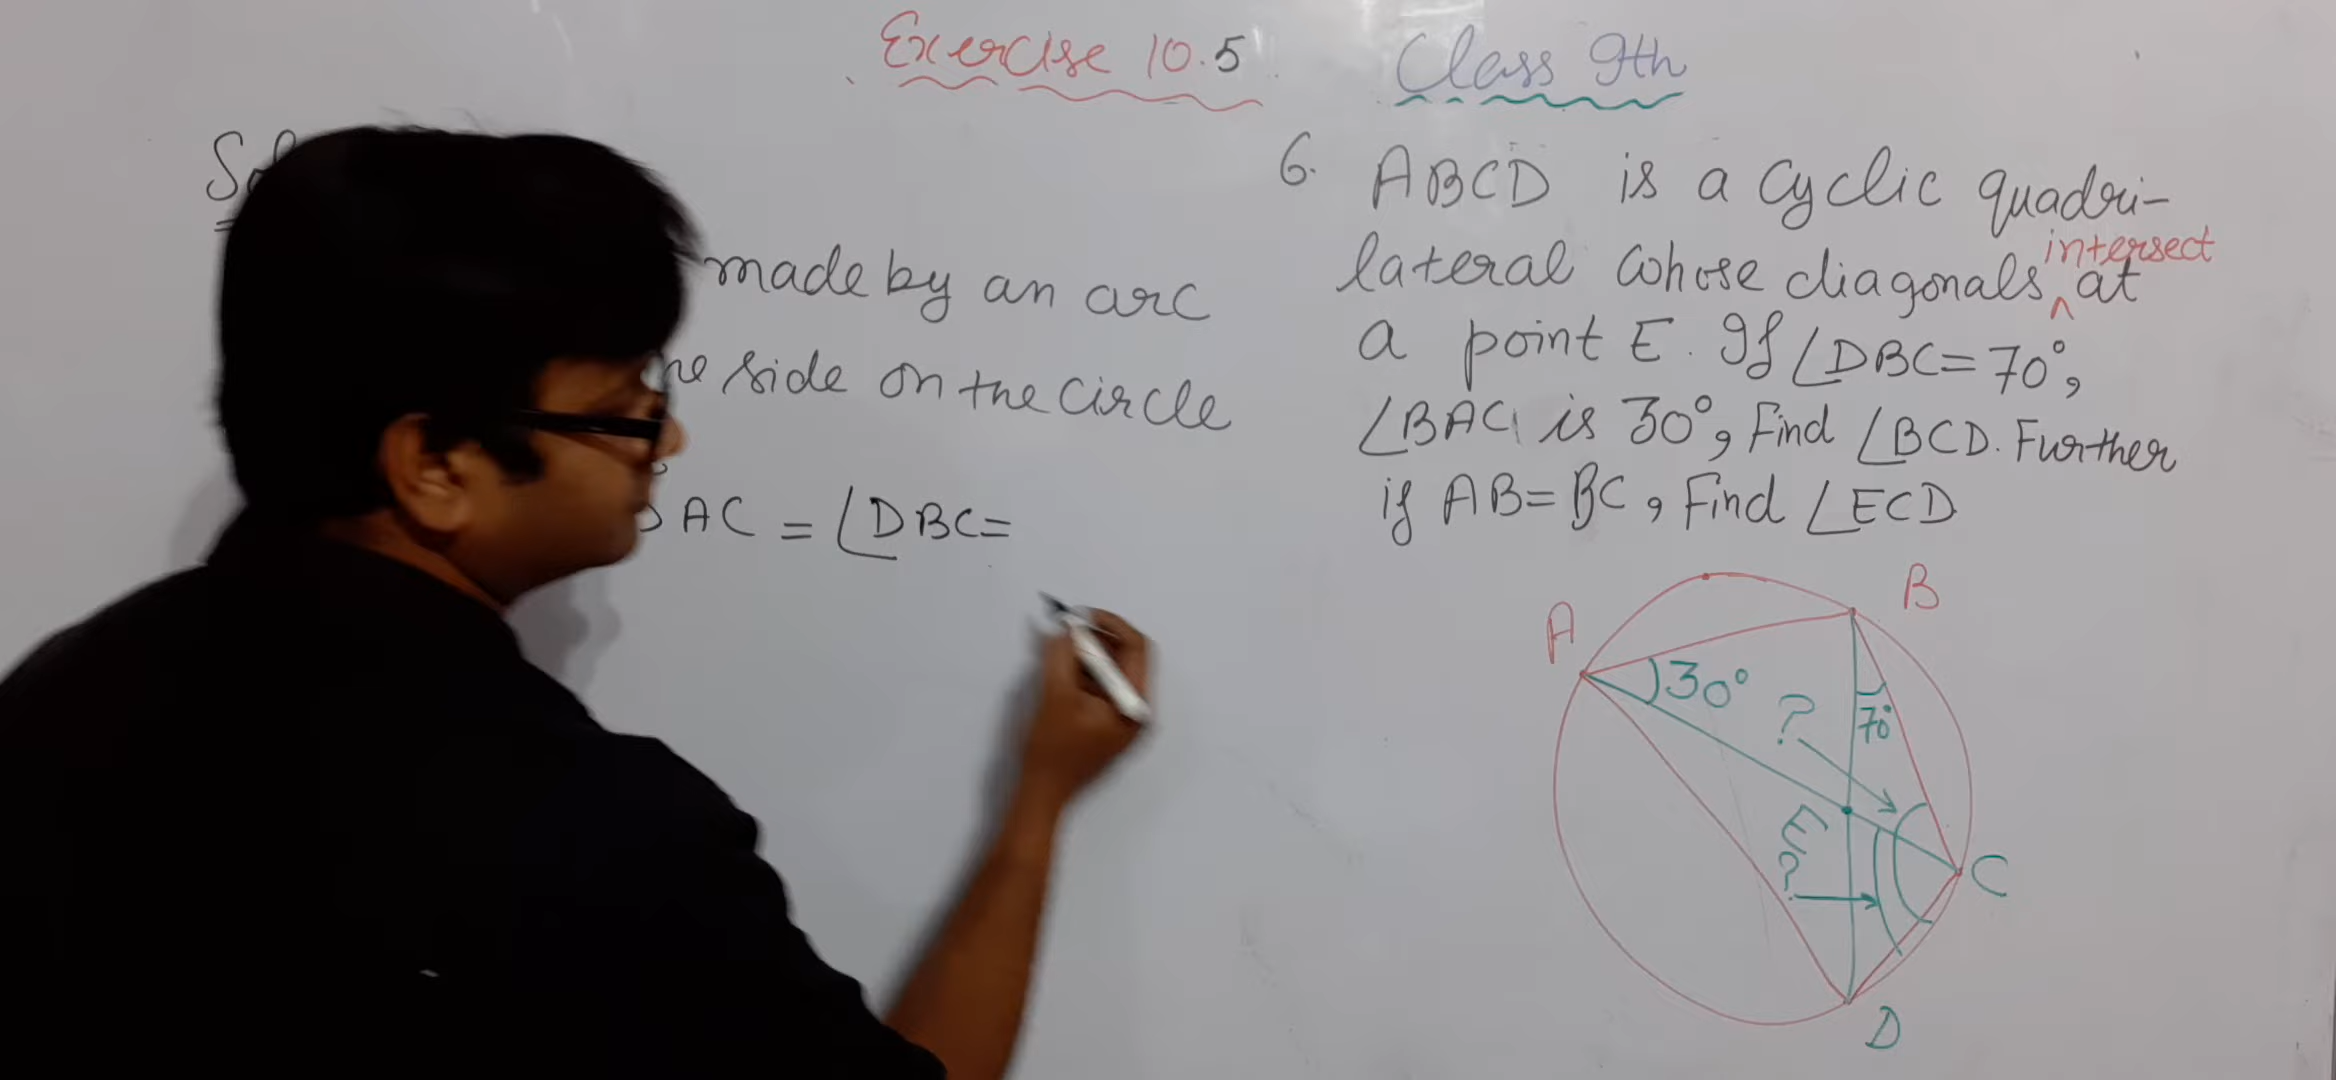 Exercise 10.5
Class 9th
made by an arc
side on the circle
AC = ∠DBC=
6. ABCD is a cyclic quadri-
lateral whose diagonals intersect at
a point E. If ∠DBC=70°,
∠BAC is 30°, Find ∠BCD. Further
if AB=BC, Find ∠ECD
A
B
30°
?
70°
E
?
C
D